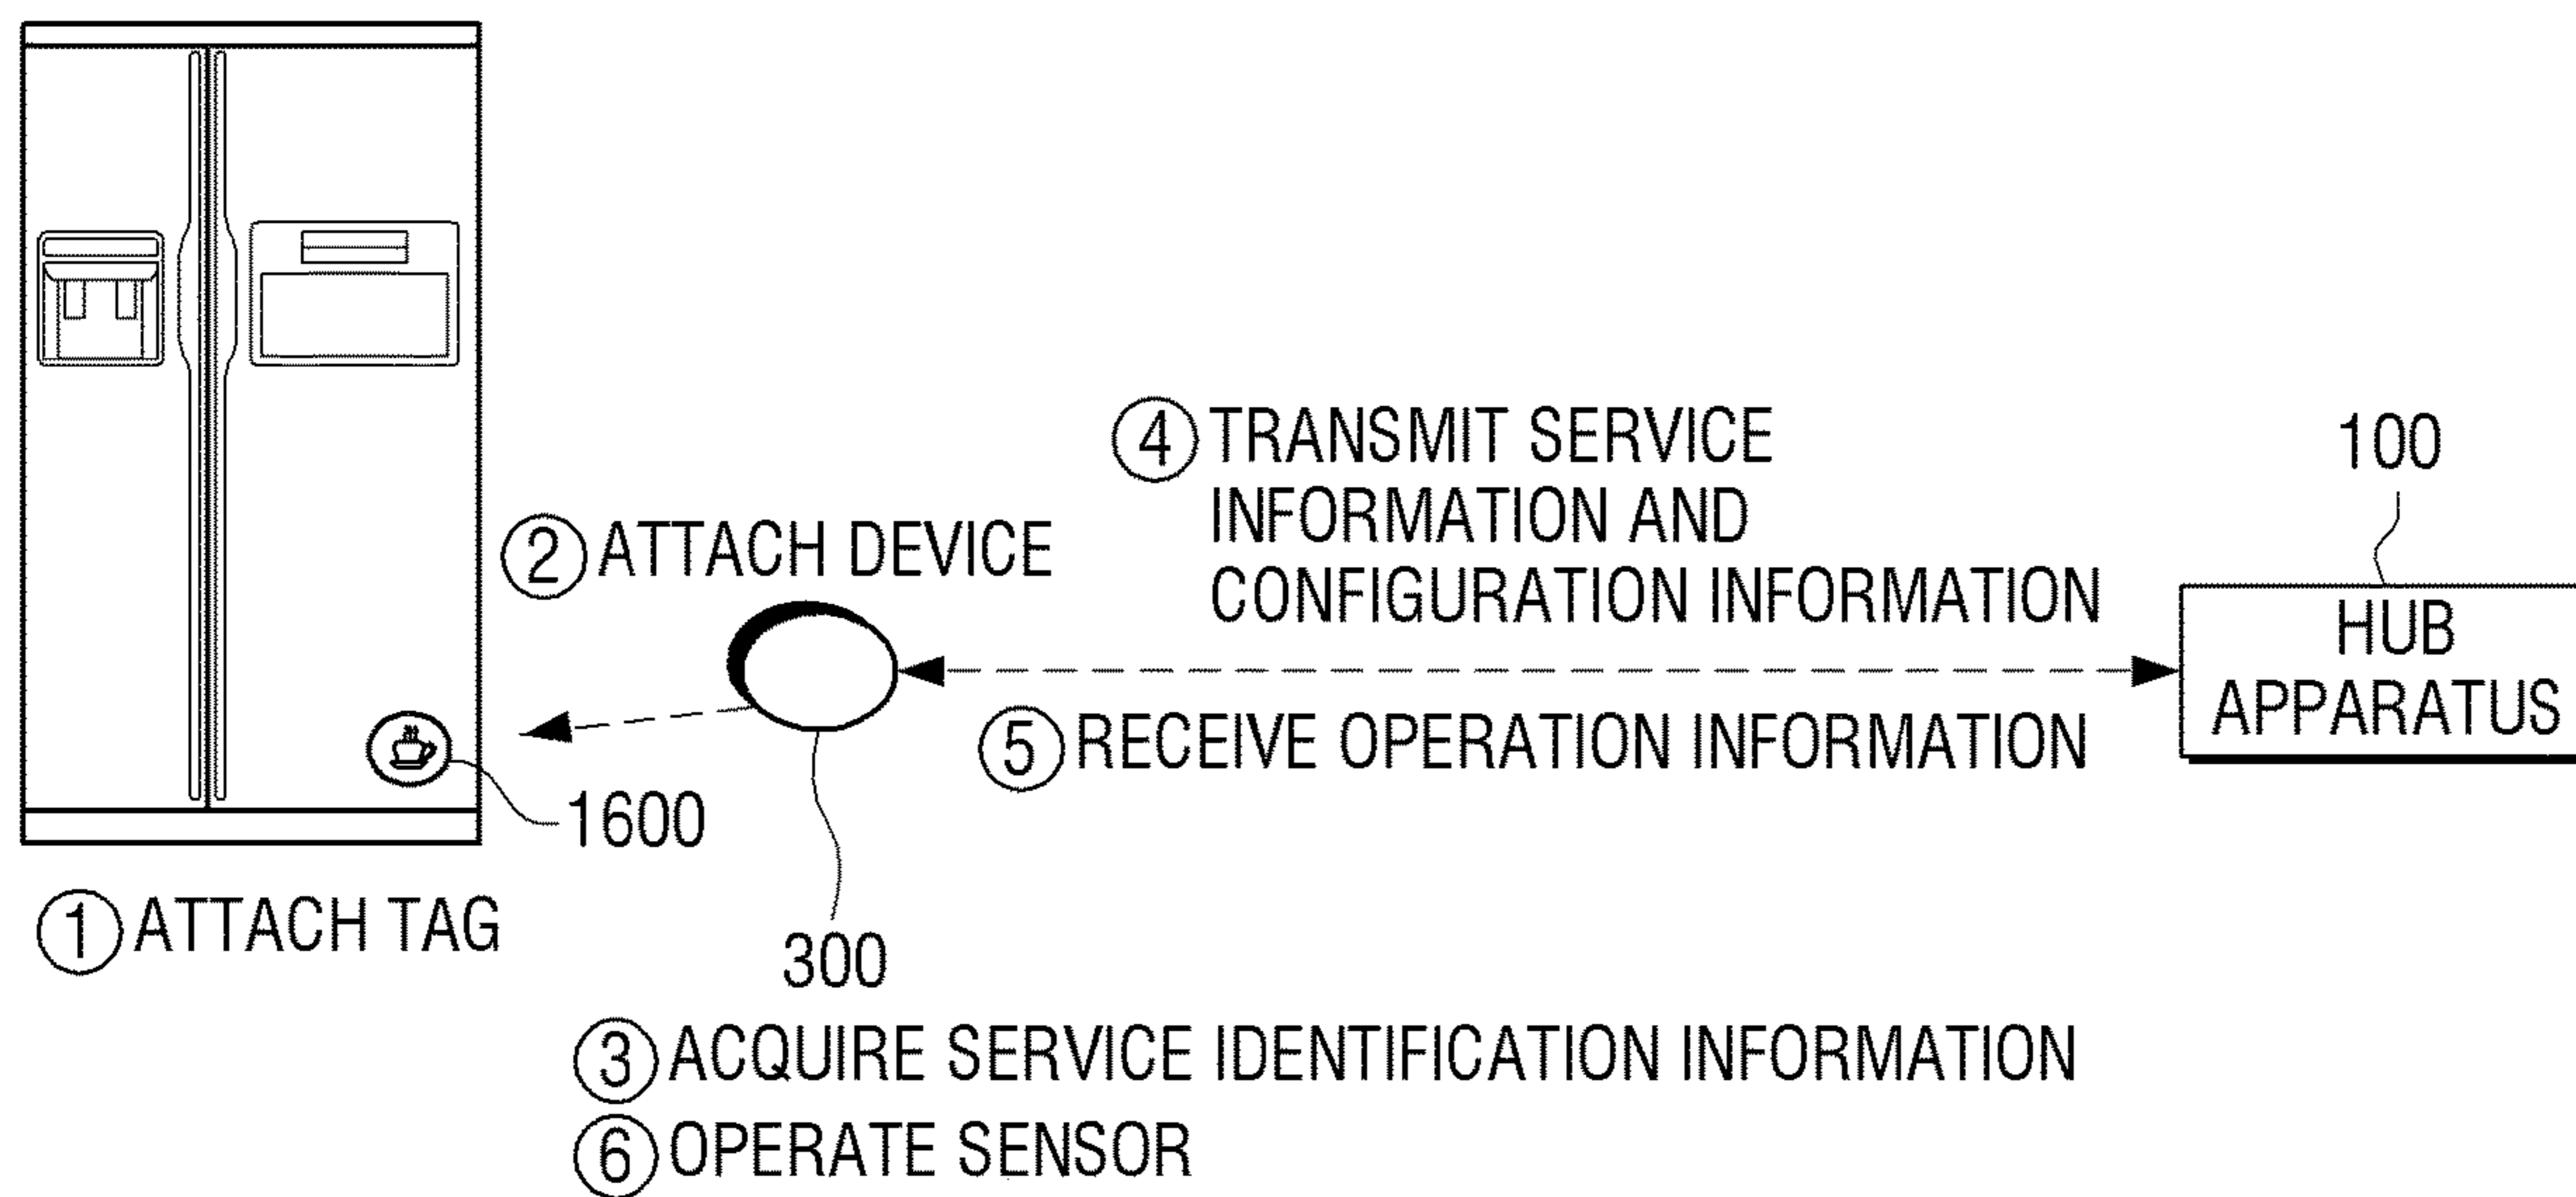 ④ TRANSMIT SERVICE
INFORMATION AND
CONFIGURATION INFORMATION
100
② ATTACH DEVICE
HUB
APPARATUS
⑤ RECEIVE OPERATION INFORMATION
1600
① ATTACH TAG
300
③ ACQUIRE SERVICE IDENTIFICATION INFORMATION
⑥ OPERATE SENSOR